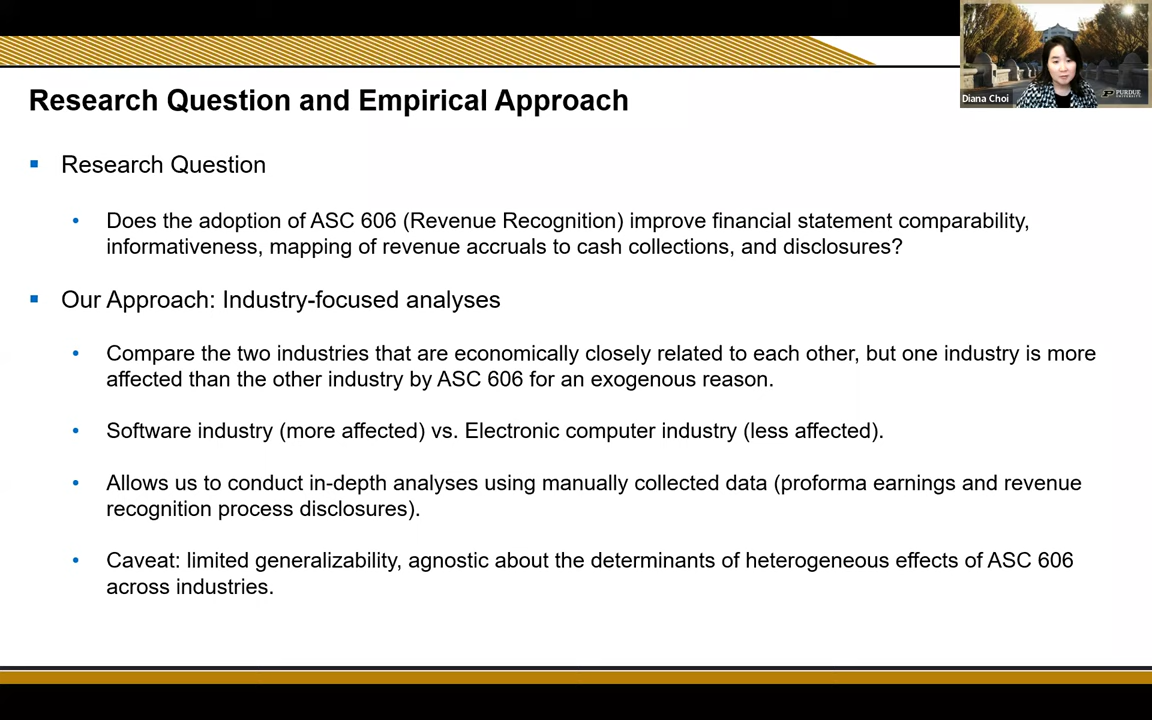 Research Question and Empirical Approach
Diana Choi
PURDUE
UNIVERSITY
▪ Research Question
• Does the adoption of ASC 606 (Revenue Recognition) improve financial statement comparability,
informativeness, mapping of revenue accruals to cash collections, and disclosures?
▪ Our Approach: Industry-focused analyses
• Compare the two industries that are economically closely related to each other, but one industry is more
affected than the other industry by ASC 606 for an exogenous reason.
• Software industry (more affected) vs. Electronic computer industry (less affected).
• Allows us to conduct in-depth analyses using manually collected data (proforma earnings and revenue
recognition process disclosures).
• Caveat: limited generalizability, agnostic about the determinants of heterogeneous effects of ASC 606
across industries.